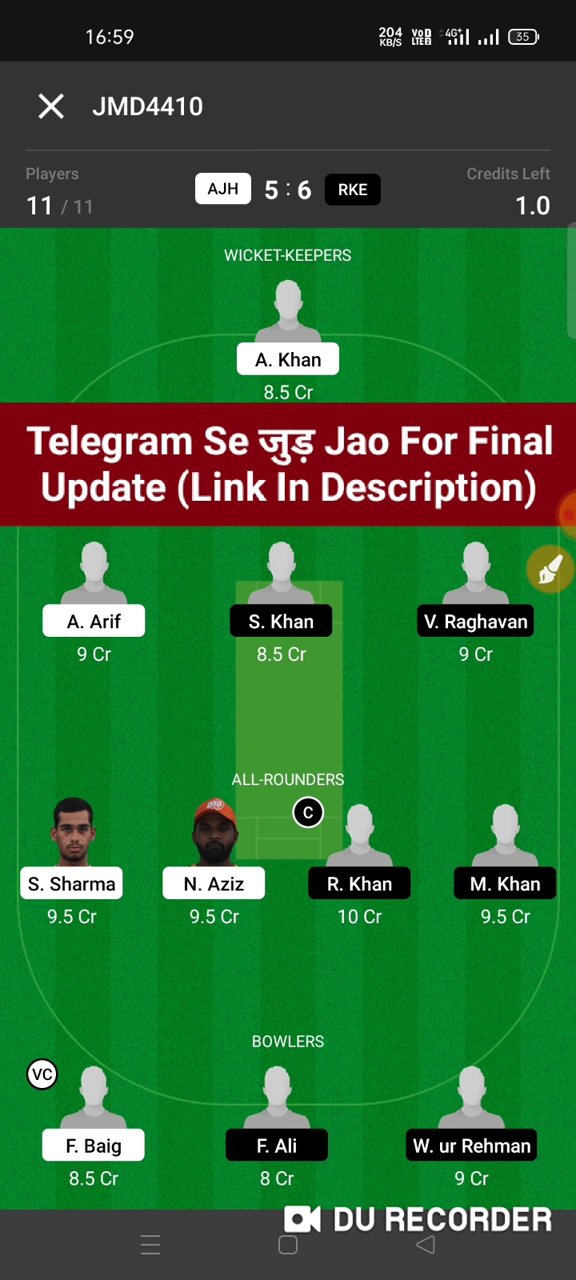 16:59
204 KB/S VoD LTE2 4G+ 35
JMD4410
Players
Credits Left
11 / 11
AJH 5 : 6 RKE
1.0
WICKET-KEEPERS
A. Khan
8.5 Cr
Telegram Se जुड़ Jao For Final
Update (Link In Description)
A. Arif S. Khan V. Raghavan
9 Cr 8.5 Cr 9 Cr
ALL-ROUNDERS
C
S. Sharma N. Aziz R. Khan M. Khan
9.5 Cr 9.5 Cr 10 Cr 9.5 Cr
BOWLERS
VC
F. Baig F. Ali W. ur Rehman
8.5 Cr 8 Cr 9 Cr
DU RECORDER